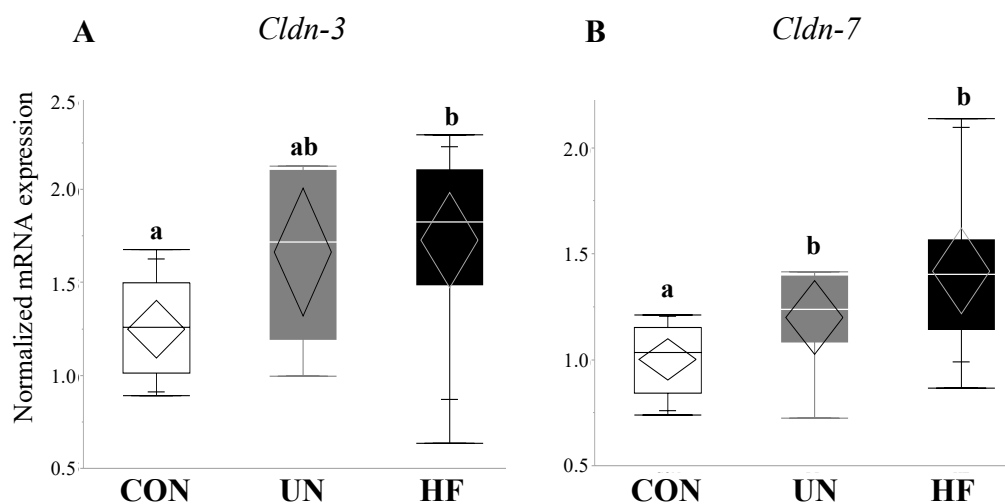 A
Cldn-3
B
Cldn-7
Normalized mRNA expression
2.5
2.0
1.5
1.0
0.5
a
ab
b
CON
UN
HF
2.0
1.5
1.0
0.5
a
b
b
CON
UN
HF